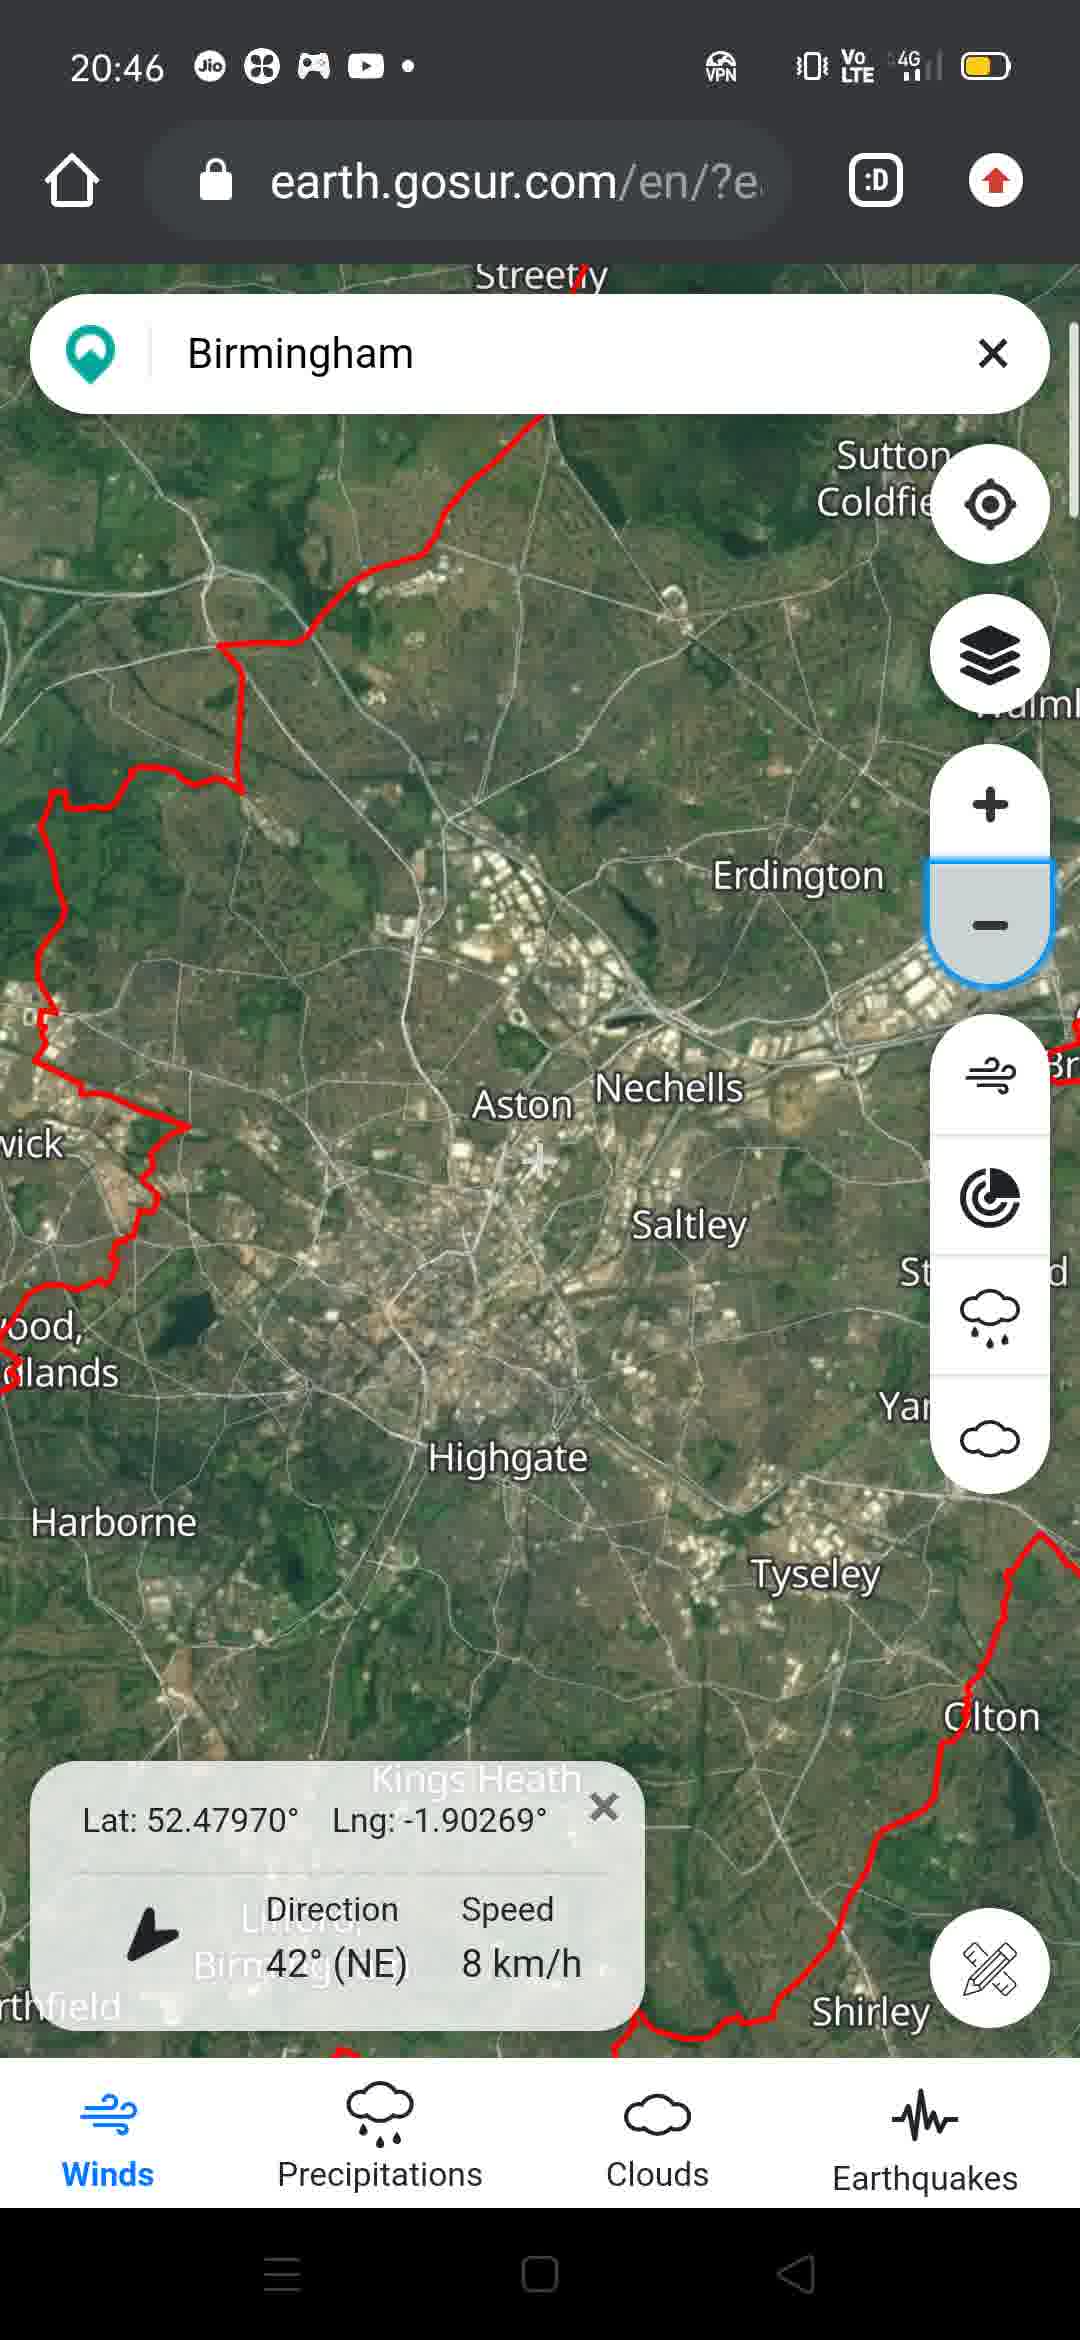 20:46
Jio
VPN
Vo
LTE
4G
earth.gosur.com/en/?e
:D
Streetly
Birmingham
Sutton
Coldfie
Erdington
Br
Aston
Nechells
wick
Saltley
St
d
ood,
dlands
Yar
Highgate
Harborne
Tyseley
Olton
Kings Heath
Lat: 52.47970° Lng: -1.90269°
Direction
Speed
42° (NE)
8 km/h
rthfield
Shirley
Winds
Precipitations
Clouds
Earthquakes